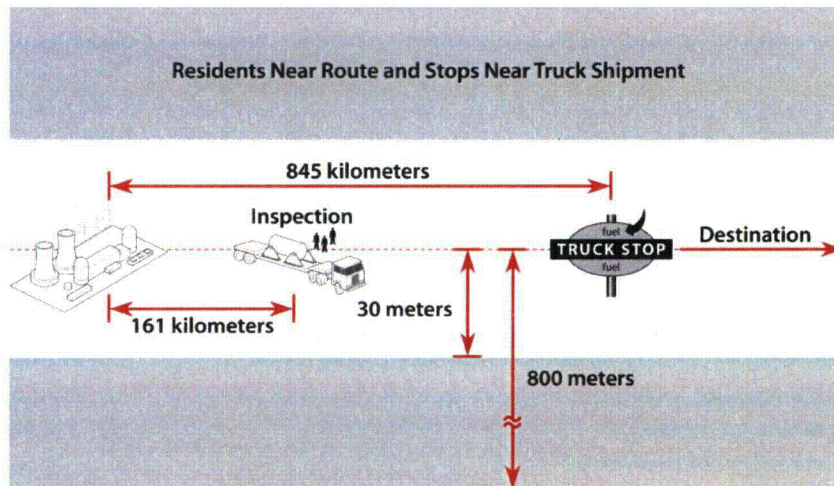 Residents Near Route and Stops Near Truck Shipment
845 kilometers
Inspection
fuel
TRUCK STOP
fuel
Destination
161 kilometers
30 meters
800 meters